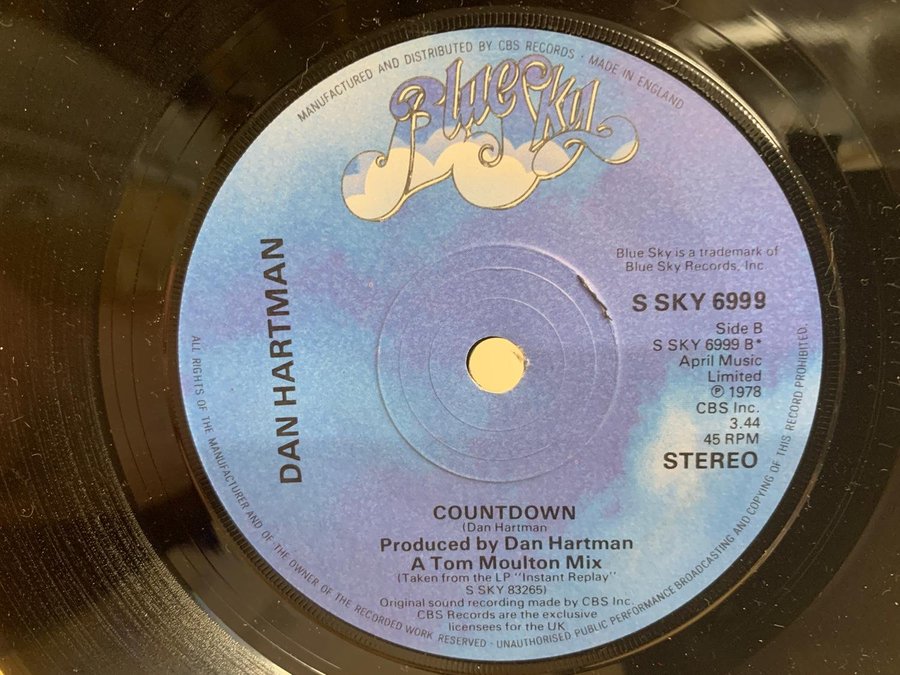 MANUFACTURED AND DISTRIBUTED BY CBS RECORDS · MADE IN ENGLAND
Blue Sky
Blue Sky is a trademark of
Blue Sky Records, Inc
S SKY 6999
Side B
S SKY 6999 B*
April Music
Limited
℗ 1978
CBS Inc.
3.44
45 RPM
STEREO
DAN HARTMAN
COUNTDOWN
(Dan Hartman
Produced by Dan Hartman
A Tom Moulton Mix
(Taken from the LP "Instant Replay"
S SKY 83265)
Original sound recording made by CBS Inc.
CBS Records are the exclusive
licensees for the UK
ALL RIGHTS OF THE MANUFACTURER AND OF THE OWNER OF THE RECORDED WORK RESERVED · UNAUTHORISED PUBLIC PERFORMANCE BROADCASTING AND COPYING OF THIS RECORD PROHIBITED.